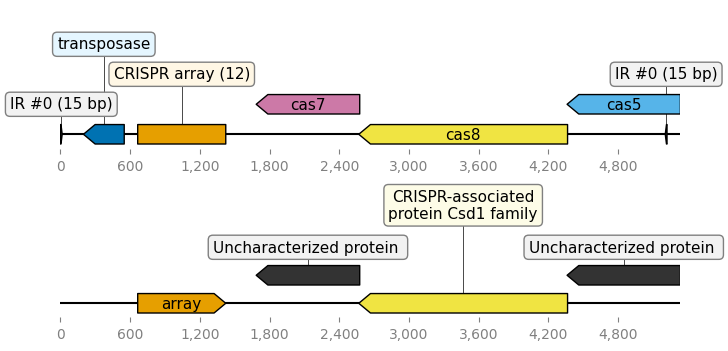 transposase
CRISPR array (12)
IR #0 (15 bp)
IR #0 (15 bp)
cas7
cas5
cas8
0 600 1,200 1,800 2,400 3,000 3,600 4,200 4,800
CRISPR-associated
protein Csd1 family
Uncharacterized protein
Uncharacterized protein
array
0 600 1,200 1,800 2,400 3,000 3,600 4,200 4,800